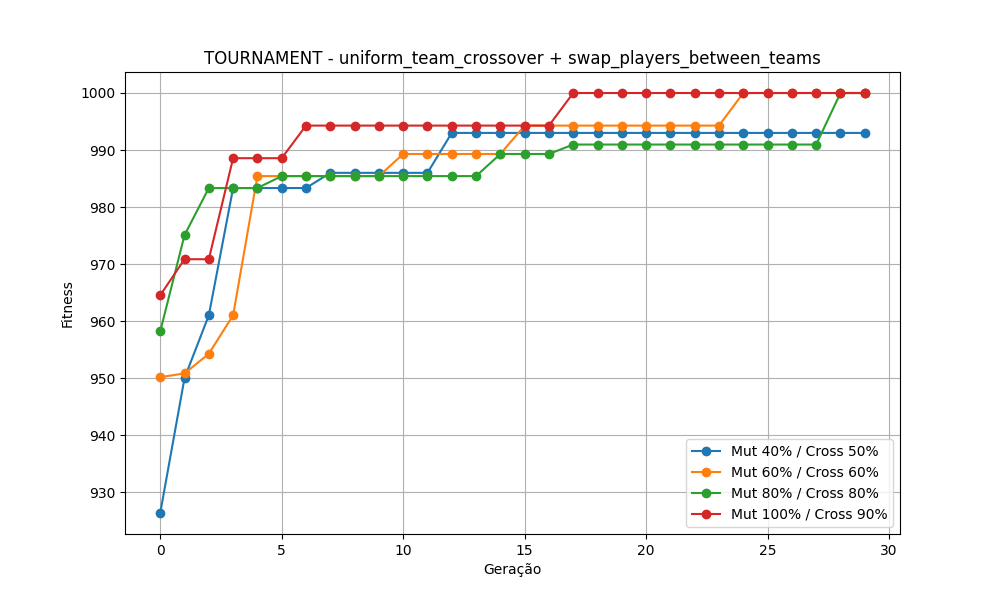 TOURNAMENT - uniform_team_crossover + swap_players_between_teams
1000
990
980
970
960
950
940
930
Fitness
0 5 10 15 20 25 30
Geração
Mut 40% / Cross 50%
Mut 60% / Cross 60%
Mut 80% / Cross 80%
Mut 100% / Cross 90%